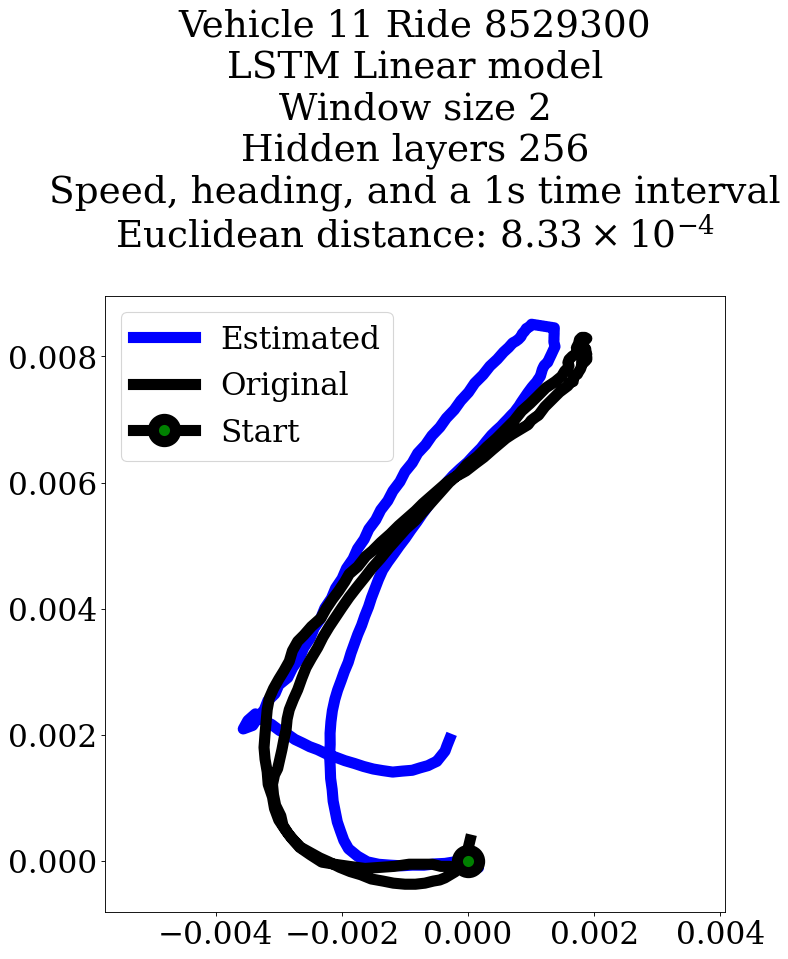 Vehicle 11 Ride 8529300
LSTM Linear model
Window size 2
Hidden layers 256
Speed, heading, and a 1s time interval
Euclidean distance: 8.33 × 10⁻⁴
Estimated
Original
Start
0.008
0.006
0.004
0.002
0.000
−0.004 −0.002 0.000 0.002 0.004